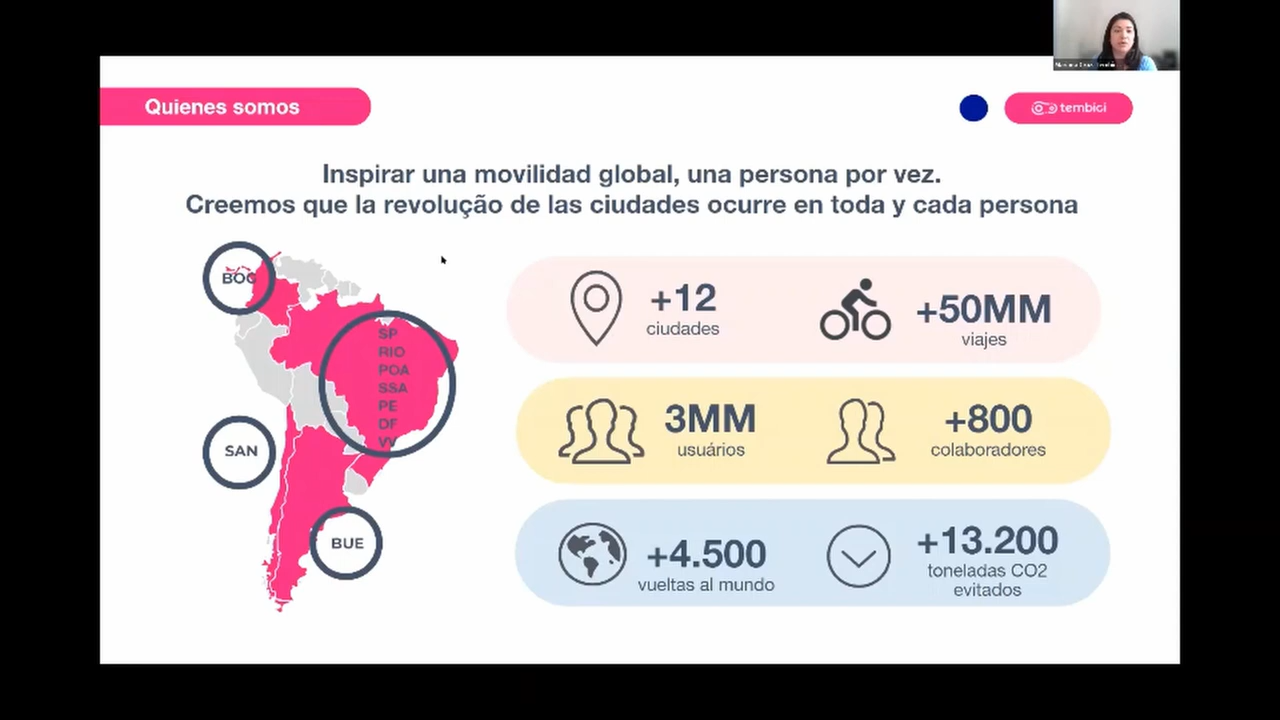 Quienes somos
tembici
Inspirar una movilidad global, una persona por vez.
Creemos que la revolução de las ciudades ocurre en toda y cada persona
BOG
SP
RIO
POA
SSA
PE
DF
VV
SAN
BUE
+12
ciudades
+50MM
viajes
3MM
usuários
+800
colaboradores
+4.500
vueltas al mundo
+13.200
toneladas CO2
evitados